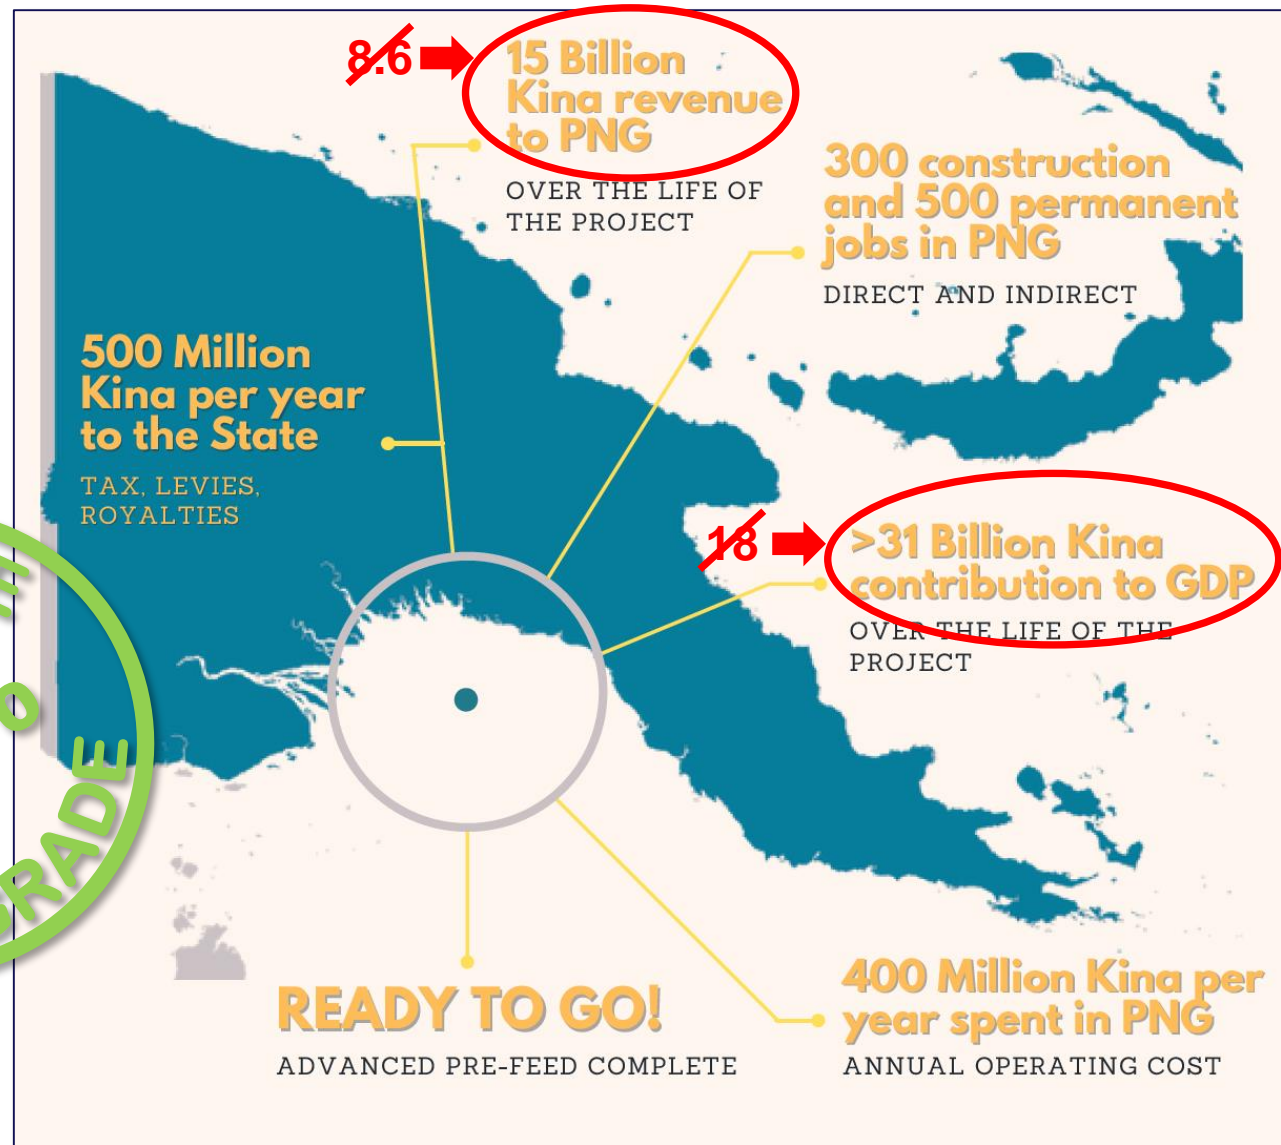 8.6
15 Billion
Kina revenue
to PNG
OVER THE LIFE OF
THE PROJECT
300 construction
and 500 permanent
jobs in PNG
DIRECT AND INDIRECT
500 Million
Kina per year
to the State
TAX, LEVIES,
ROYALTIES
18
>31 Billion Kina
contribution to GDP
OVER THE LIFE OF THE
PROJECT
READY TO GO!
ADVANCED PRE-FEED COMPLETE
400 Million Kina per
year spent in PNG
ANNUAL OPERATING COST